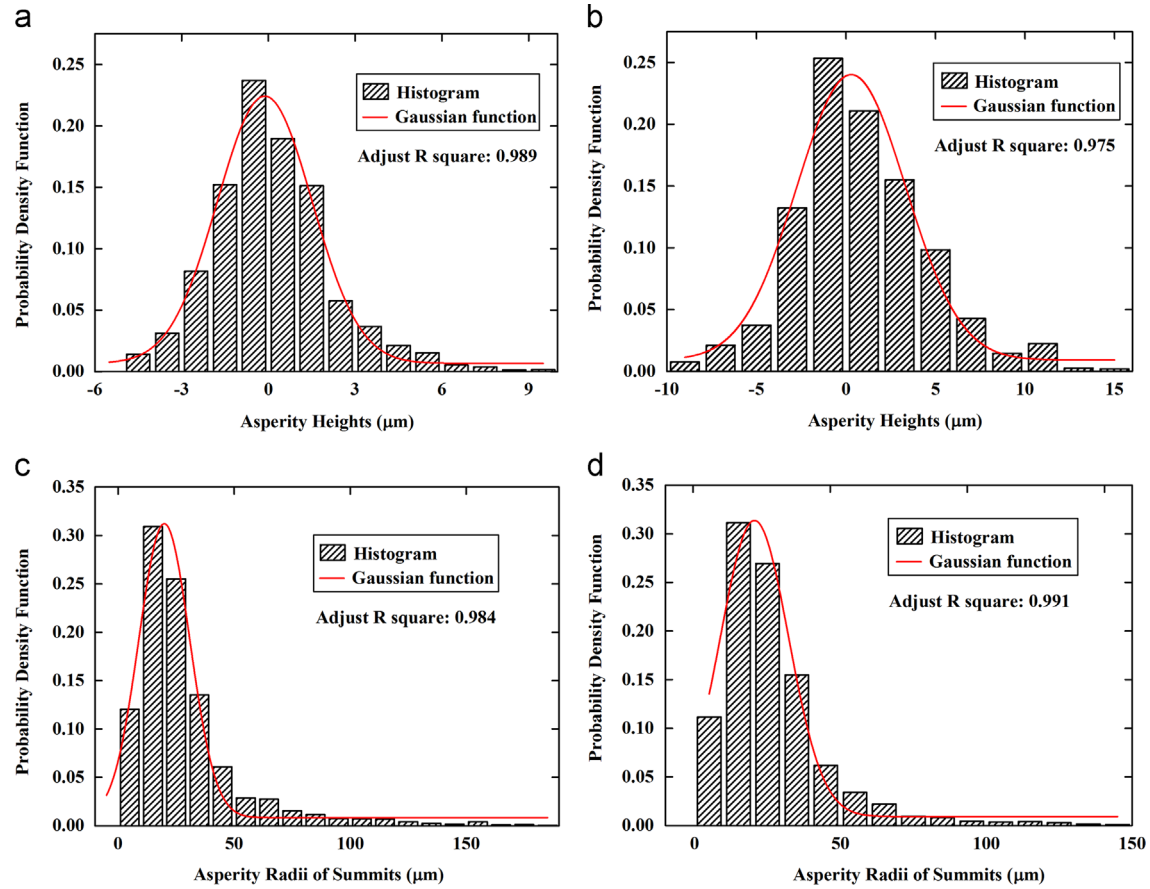 a
0.25
0.20
0.15
0.10
0.05
0.00
Probability Density Function
Histogram
Gaussian function
Adjust R square: 0.989
-6
-3
0
3
6
9
Asperity Heights (μm)
b
0.25
0.20
0.15
0.10
0.05
0.00
Probability Density Function
Histogram
Gaussian function
Adjust R square: 0.975
-10
-5
0
5
10
15
Asperity Heights (μm)
c
0.35
0.30
0.25
0.20
0.15
0.10
0.05
0.00
Probability Density Function
Histogram
Gaussian function
Adjust R square: 0.984
0
50
100
150
Asperity Radii of Summits (μm)
d
0.35
0.30
0.25
0.20
0.15
0.10
0.05
0.00
Probability Density Function
Histogram
Gaussian function
Adjust R square: 0.991
0
50
100
150
Asperity Radii of Summits (μm)